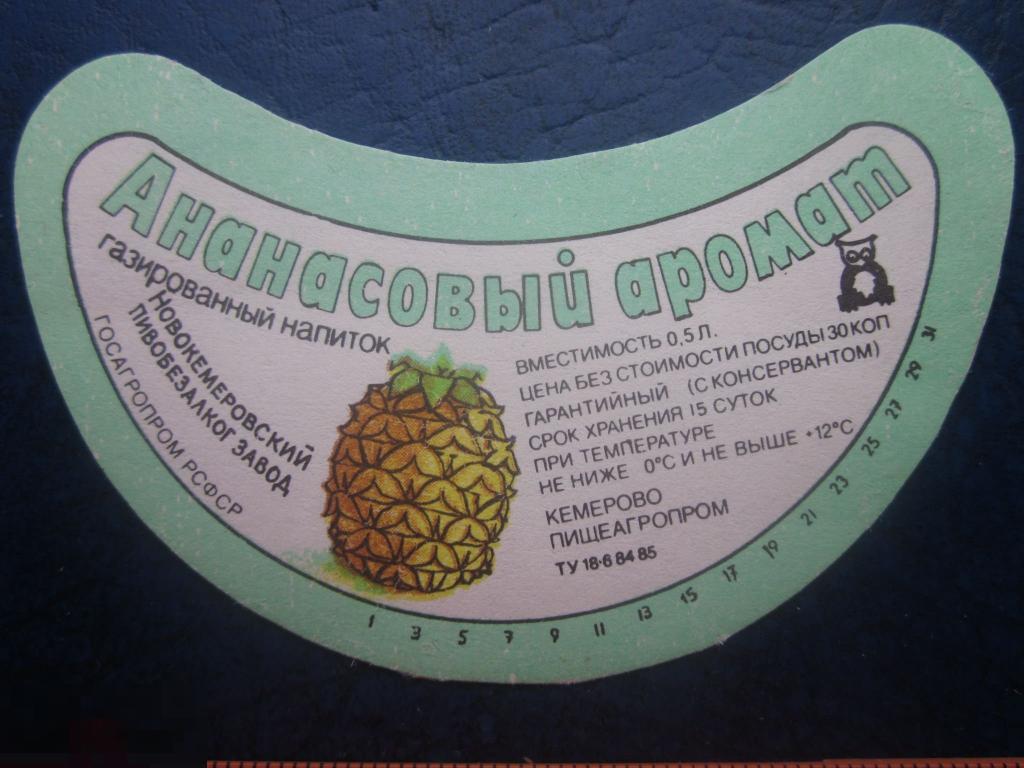 Ананасовый аромат
газированный напиток
НОВОКЕМЕРОВСКИЙ
ПИВОБЕЗАЛКОГ ЗАВОД
ГОСАГРОПРОМ РСФСР
ВМЕСТИМОСТЬ 0,5 Л.
ЦЕНА БЕЗ СТОИМОСТИ ПОСУДЫ 30 КОП
ГАРАНТИЙНЫЙ (С КОНСЕРВАНТОМ)
СРОК ХРАНЕНИЯ 15 СУТОК
ПРИ ТЕМПЕРАТУРЕ
НЕ НИЖЕ 0°С И НЕ ВЫШЕ +12°С
КЕМЕРОВО
ПИЩЕАГРОПРОМ
ТУ 18·6 84 85
1 3 5 7 9 11 13 15 17 19 21 23 25 27 29 31